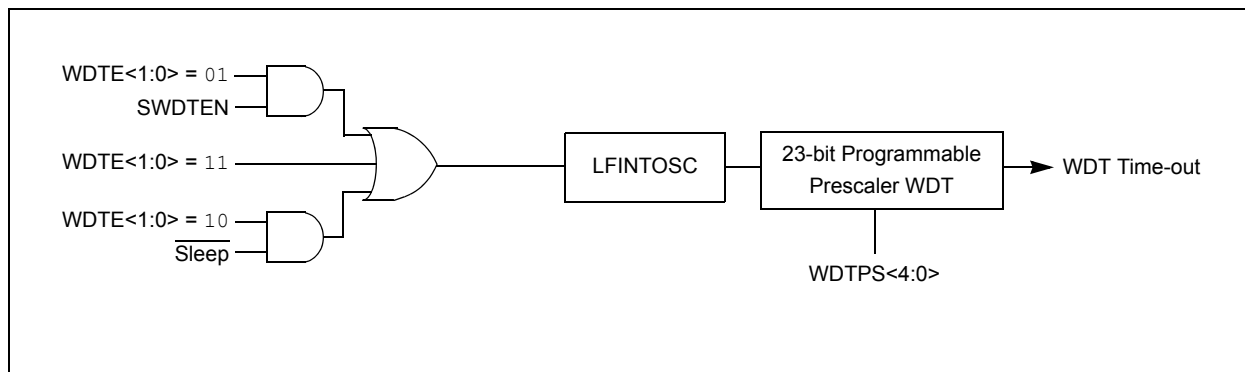 WDTE<1:0> = 01
SWDTEN
WDTE<1:0> = 11
WDTE<1:0> = 10
Sleep
LFINTOSC
23-bit Programmable
Prescaler WDT
WDT Time-out
WDTPS<4:0>